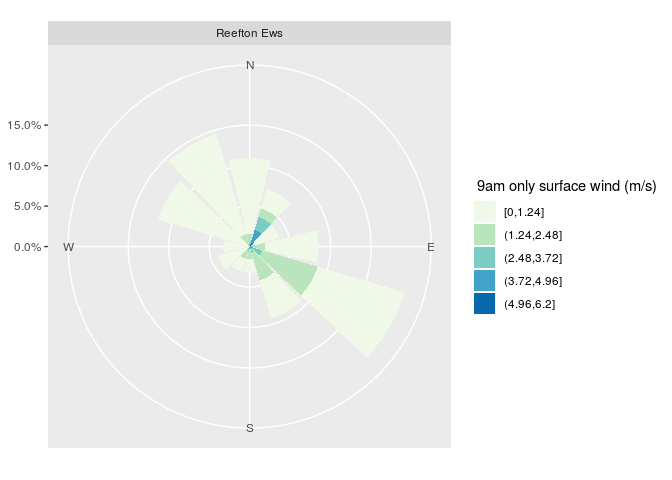 Reefton Ews
N
15.0%
10.0%
5.0%
0.0%
W
E
S
9am only surface wind (m/s)
[0,1.24]
(1.24,2.48]
(2.48,3.72]
(3.72,4.96]
(4.96,6.2]